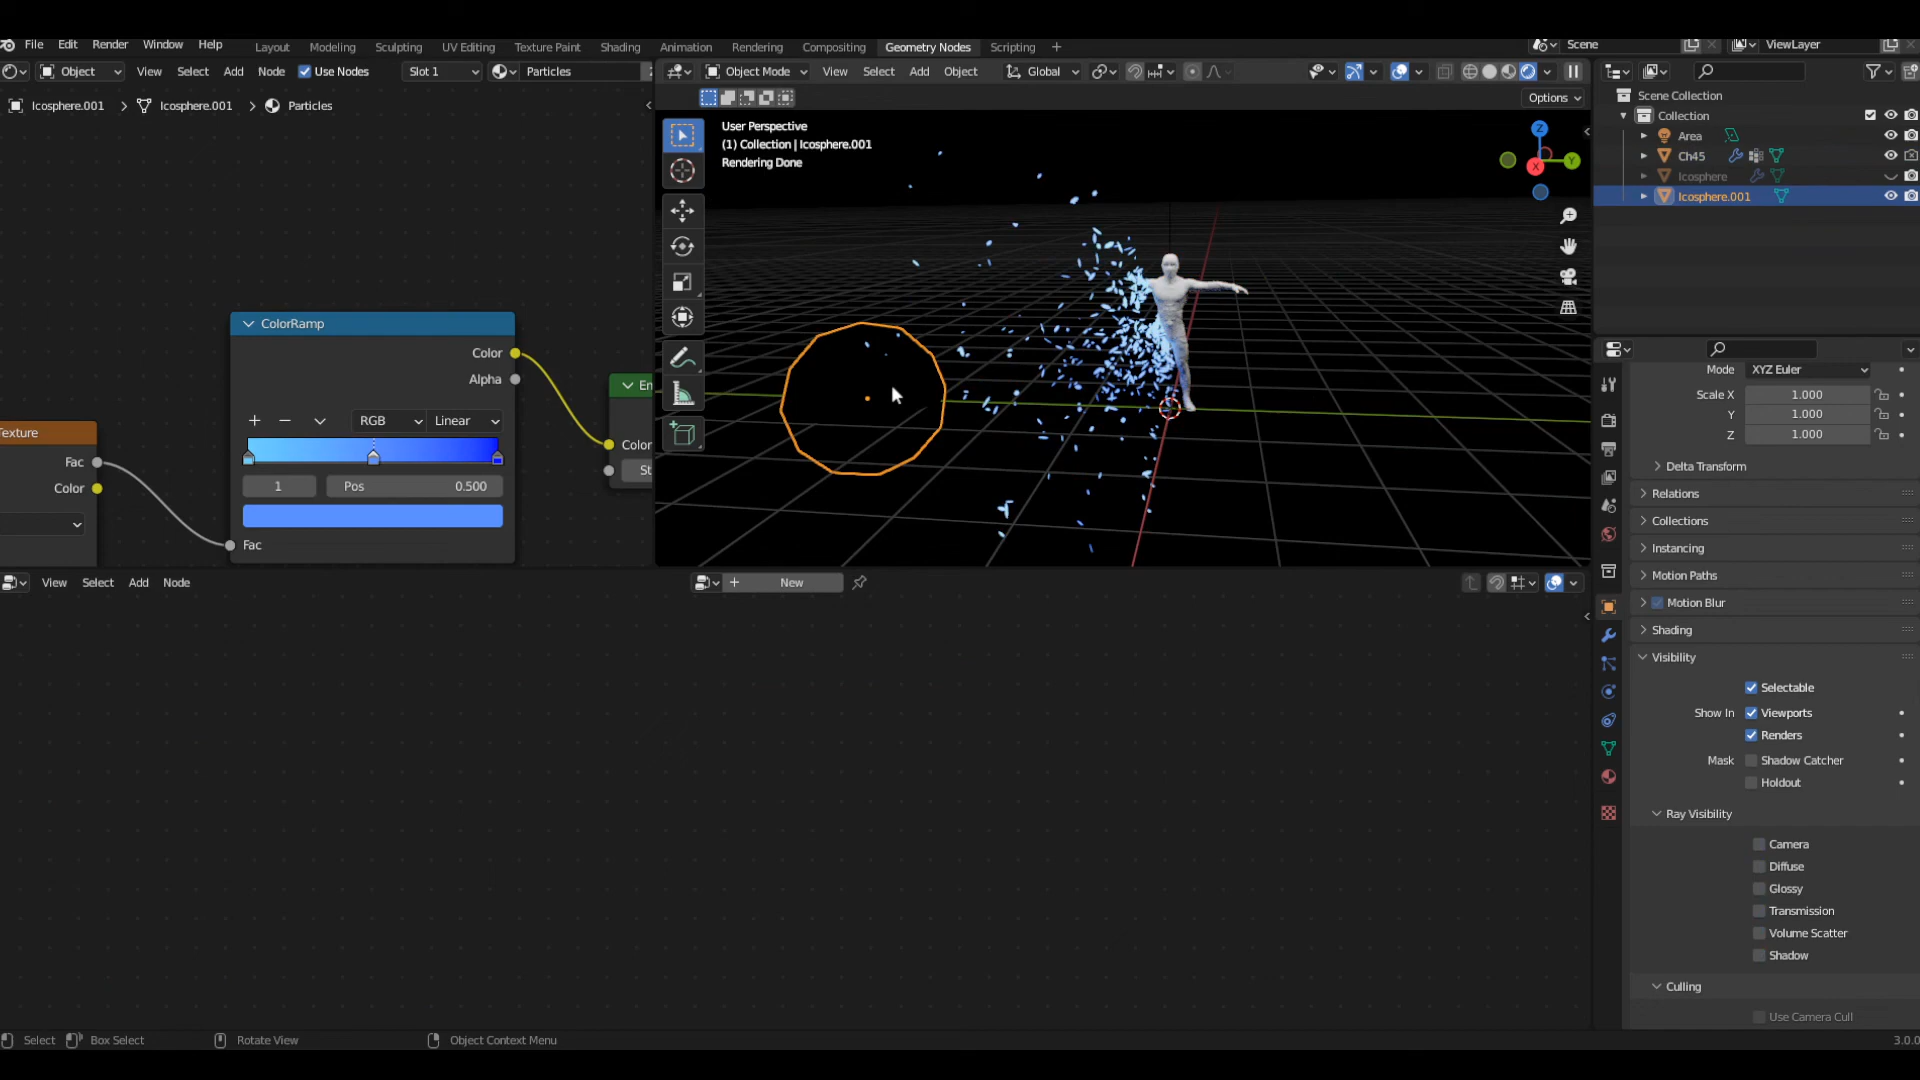 File Edit Render Window Help Layout Modeling Sculpting UV Editing Texture Paint Shading Animation Rendering Compositing Geometry Nodes Scripting + Scene ViewLayer
Object View Select Add Node Use Nodes Slot 1 Particles
Object Mode View Select Add Object Global
Options
Icosphere.001 > Icosphere.001 > Particles
User Perspective
(1) Collection | Icosphere.001
Rendering Done
Z
Y
X
Scene Collection
Collection
Area
Ch45
Icosphere
Icosphere.001
ColorRamp
Color
Alpha
RGB Linear
1 Pos 0.500
Fac
Texture
Fac
Color
En
Color
St
View Select Add Node New
Mode XYZ Euler
Scale X 1.000
Y 1.000
Z 1.000
Delta Transform
Relations
Collections
Instancing
Motion Paths
Motion Blur
Shading
Visibility
Selectable
Show In Viewports
Renders
Mask Shadow Catcher
Holdout
Ray Visibility
Camera
Diffuse
Glossy
Transmission
Volume Scatter
Shadow
Culling
Use Camera Cull
Select Box Select Rotate View Object Context Menu 3.0.0